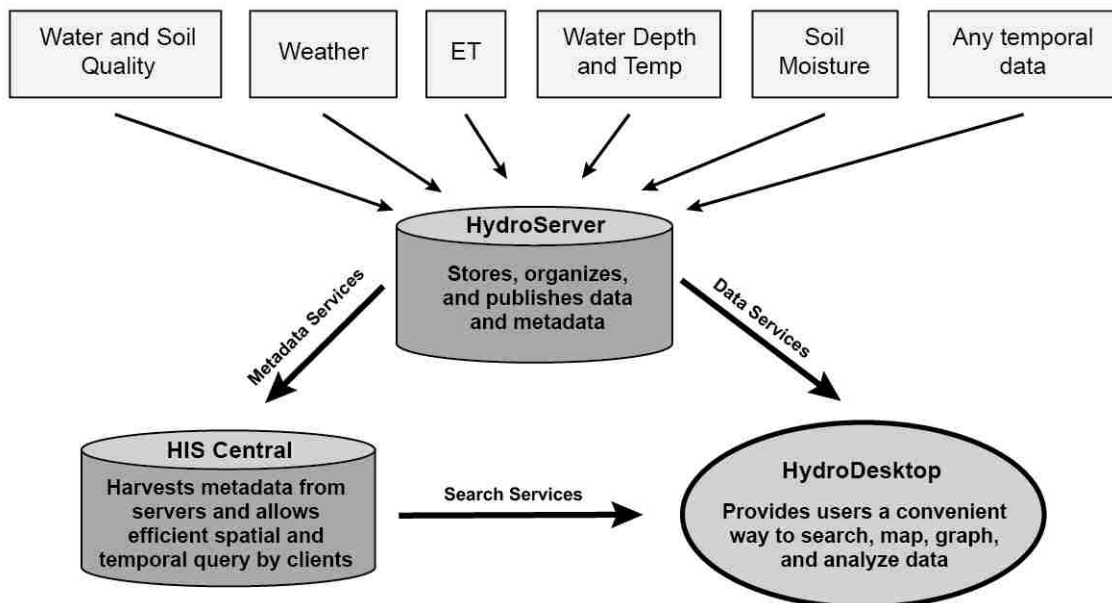 Water and Soil
Quality
Weather
ET
Water Depth
and Temp
Soil
Moisture
Any temporal
data
HydroServer
Stores, organizes,
and publishes data
and metadata
Metadata Services
Data Services
HIS Central
Harvests metadata from
servers and allows
efficient spatial and
temporal query by clients
Search Services
HydroDesktop
Provides users a convenient
way to search, map, graph,
and analyze data